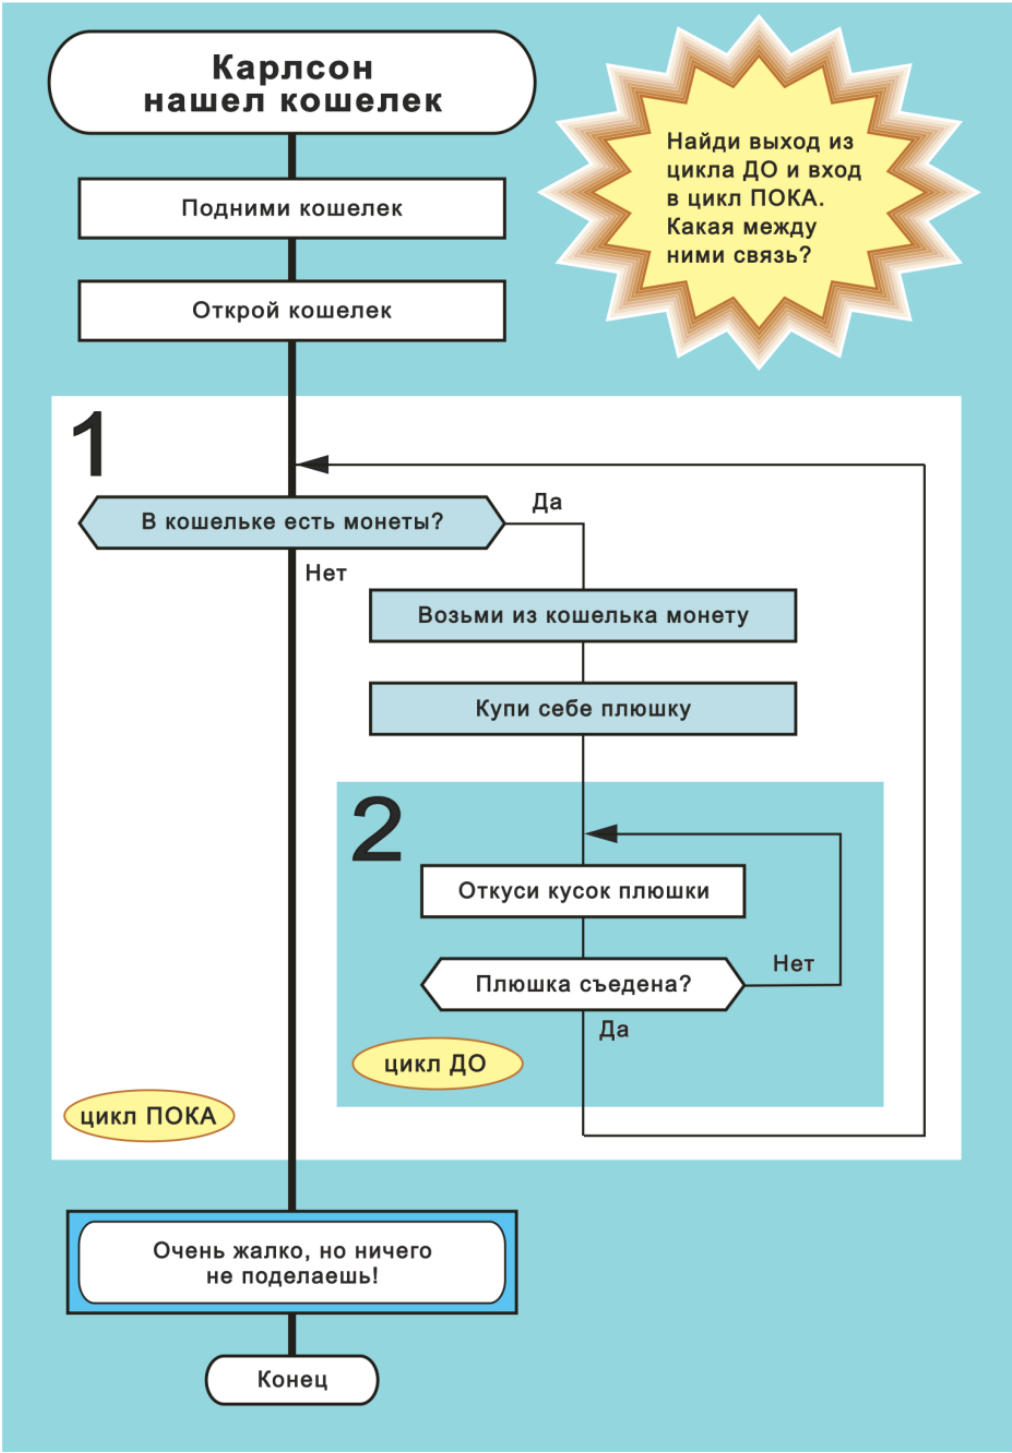 Карлсон
нашел кошелек
Найди выход из
цикла ДО и вход
в цикл ПОКА.
Какая между
ними связь?
Подними кошелек
Открой кошелек
1
В кошельке есть монеты?
Да
Нет
Возьми из кошелька монету
Купи себе плюшку
2
Откуси кусок плюшки
Плюшка съедена?
Нет
Да
цикл ДО
цикл ПОКА
Очень жалко, но ничего
не поделаешь!
Конец